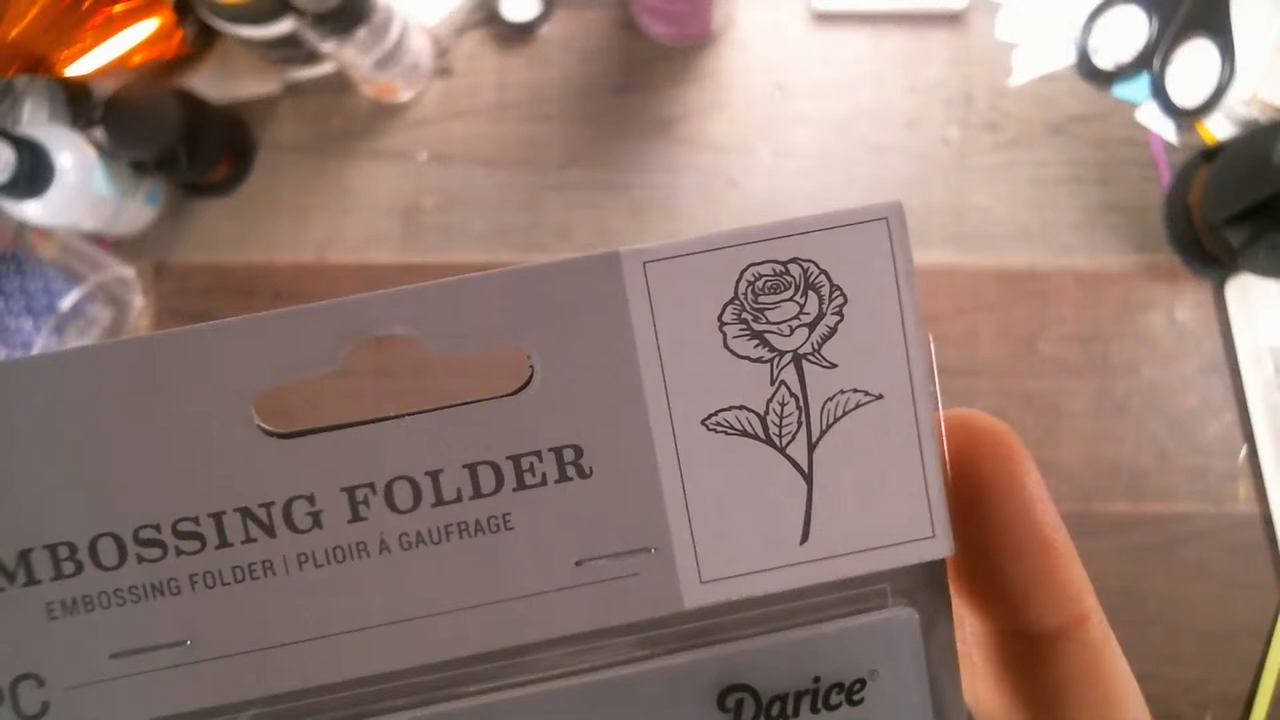 MBOSSING FOLDER
EMBOSSING FOLDER | PLIOIR Á GAUFRAGE
PC
Darice®